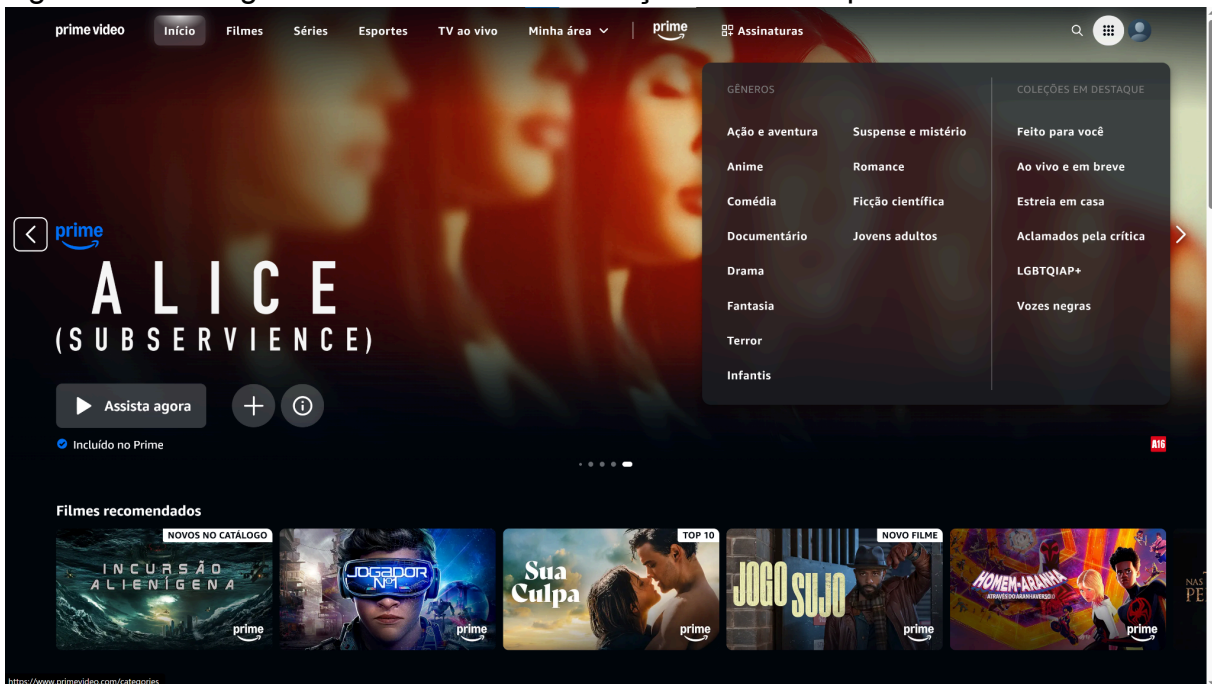 prime video Início Filmes Séries Esportes TV ao vivo Minha área prime Assinaturas
GÊNEROS COLEÇÕES EM DESTAQUE
Ação e aventura Suspense e mistério Feito para você
Anime Romance Ao vivo e em breve
Comédia Ficção científica Estreia em casa
Documentário Jovens adultos Aclamados pela crítica
Drama LGBTQIAP+
Fantasia Vozes negras
Terror
Infantis
prime
ALICE
(SUBSERVIENCE)
Assista agora
Incluído no Prime
A16
Filmes recomendados
NOVOS NO CATÁLOGO
INCURSÃO
ALIENÍGENA
prime
JOGADOR
Nº1
prime
TOP 10
Sua
Culpa
prime
NOVO FILME
JOGO SUJO
prime
HOMEM-ARANHA
ATRAVÉS DO ARANHAVERSO
prime
NAS
PE
https://www.primevideo.com/categories